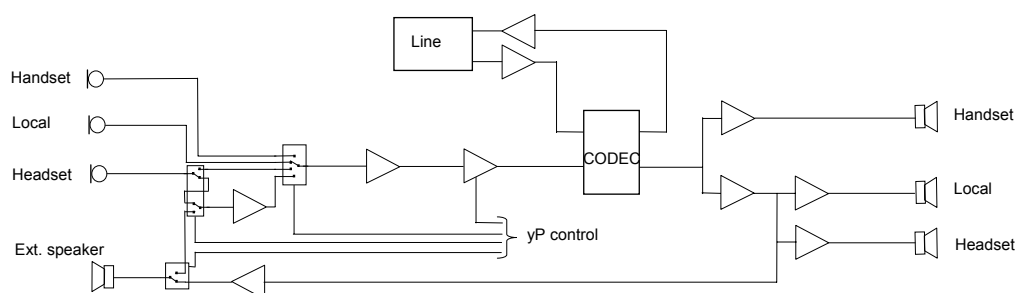 Line
Handset
Local
Headset
Ext. speaker
CODEC
yP control
Handset
Local
Headset